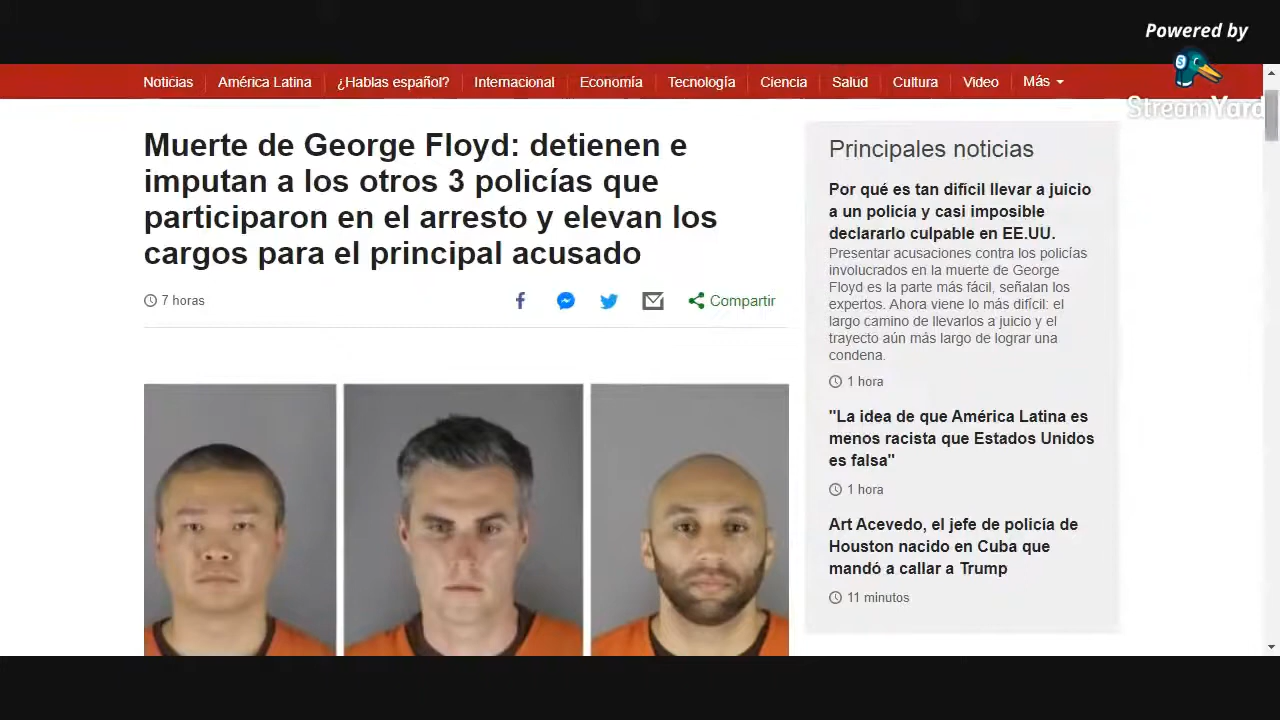 Powered by
StreamYard
Noticias América Latina ¿Hablas español? Internacional Economía Tecnología Ciencia Salud Cultura Video Más
Muerte de George Floyd: detienen e
imputan a los otros 3 policías que
participaron en el arresto y elevan los
cargos para el principal acusado
7 horas
Compartir
Principales noticias
Por qué es tan difícil llevar a juicio
a un policía y casi imposible
declararlo culpable en EE.UU.
Presentar acusaciones contra los policías
involucrados en la muerte de George
Floyd es la parte más fácil, señalan los
expertos. Ahora viene lo más difícil: el
largo camino de llevarlos a juicio y el
trayecto aún más largo de lograr una
condena.
1 hora
"La idea de que América Latina es
menos racista que Estados Unidos
es falsa"
1 hora
Art Acevedo, el jefe de policía de
Houston nacido en Cuba que
mandó a callar a Trump
11 minutos